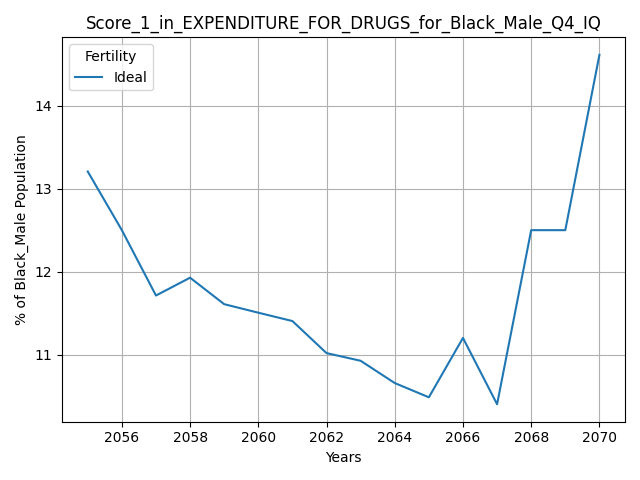 Score_1_in_EXPENDITURE_FOR_DRUGS_for_Black_Male_Q4_IQ
Fertility
Ideal
% of Black_Male Population
14
13
12
11
2056 2058 2060 2062 2064 2066 2068 2070
Years